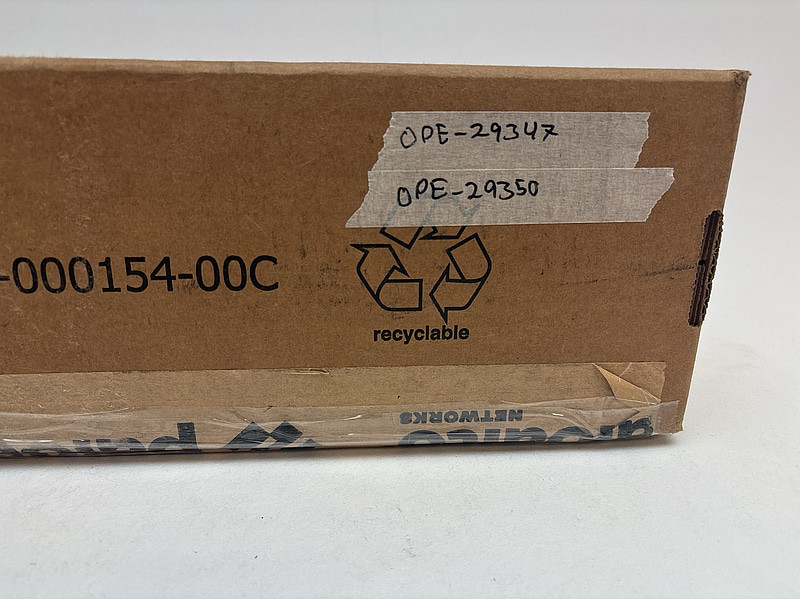 OPE-29347
OPE-29350
-000154-00C
recyclable
NETWORKS